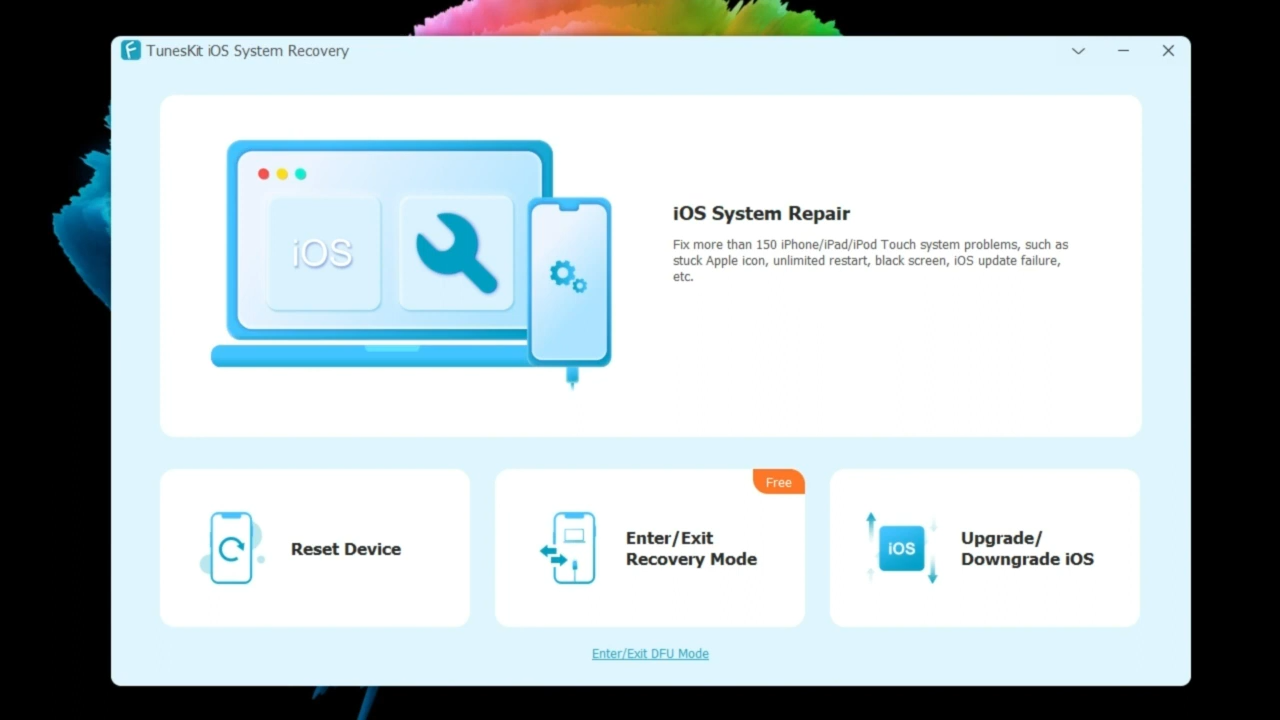 TunesKit iOS System Recovery
iOS
iOS System Repair
Fix more than 150 iPhone/iPad/iPod Touch system problems, such as
stuck Apple icon, unlimited restart, black screen, iOS update failure,
etc.
Reset Device
Free
Enter/Exit
Recovery Mode
iOS
Upgrade/
Downgrade iOS
Enter/Exit DFU Mode